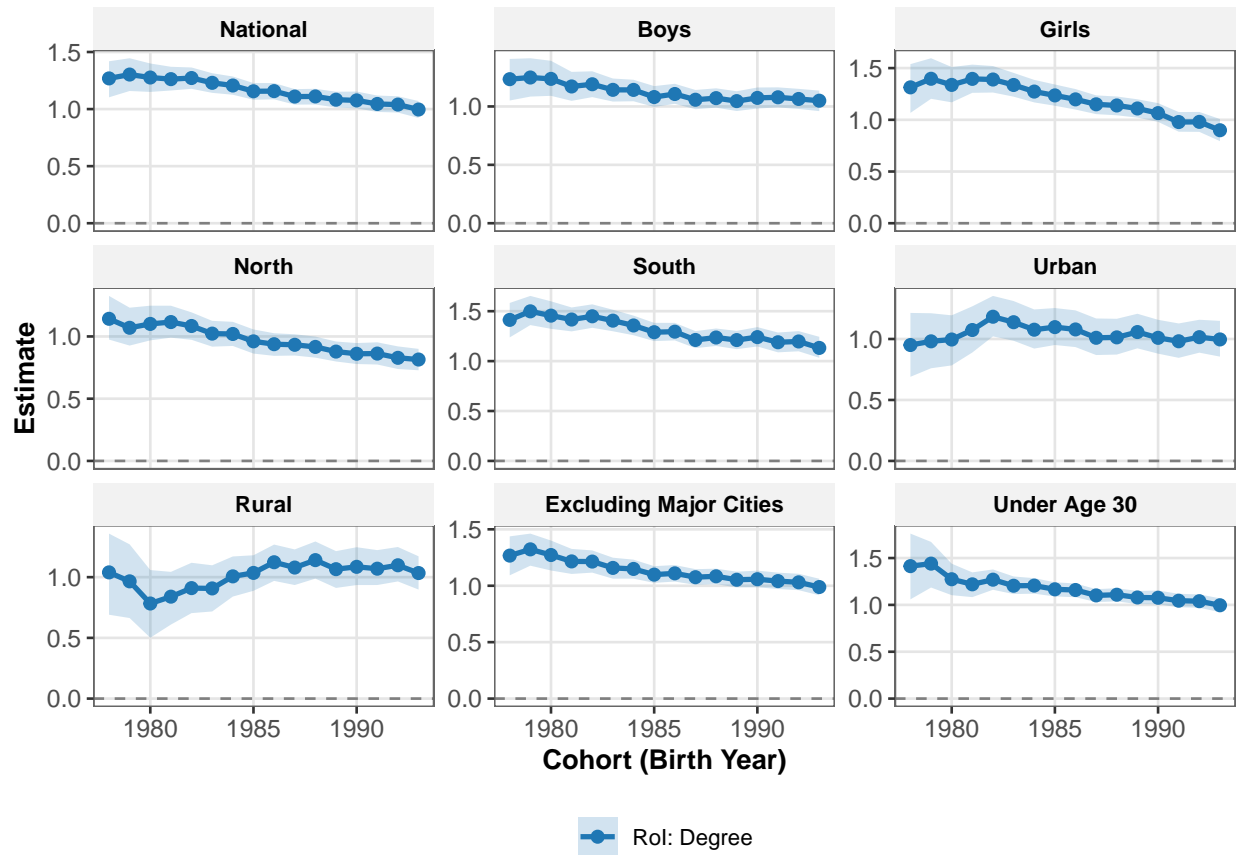 National
Boys
Girls
1.5
1.0
0.5
0.0
1.0
0.5
0.0
1.5
1.0
0.5
0.0
North
South
Urban
1.0
0.5
0.0
1.5
1.0
0.5
0.0
1.0
0.5
0.0
Estimate
Rural
Excluding Major Cities
Under Age 30
1.0
0.5
0.0
1.5
1.0
0.5
0.0
1.5
1.0
0.5
0.0
1980 1985 1990
1980 1985 1990
1980 1985 1990
Cohort (Birth Year)
RoI: Degree